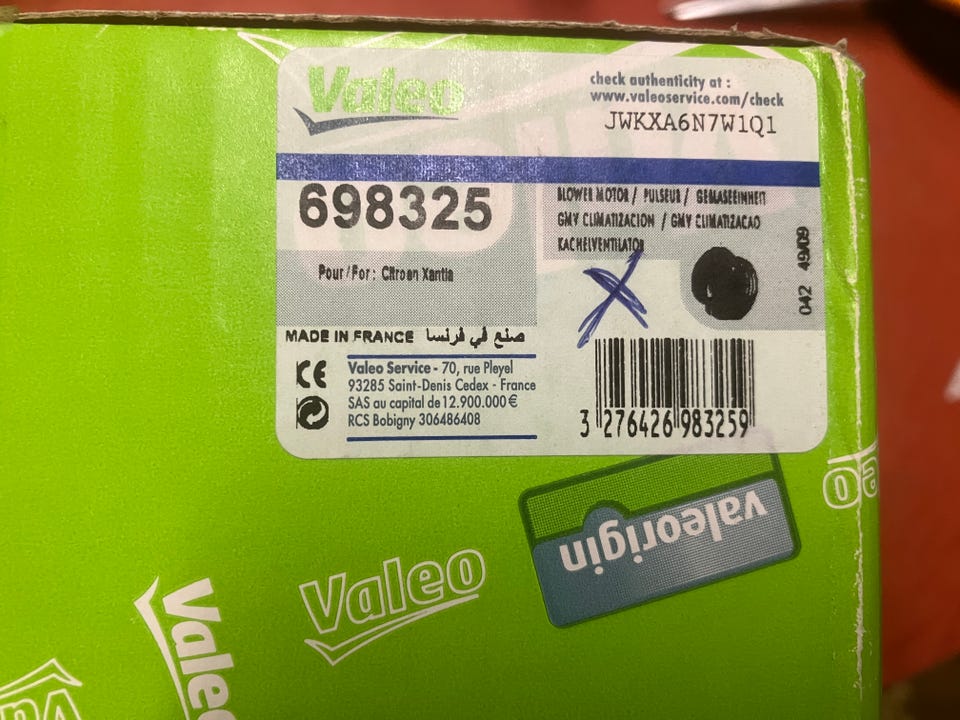 Valeo
check authenticity at :
www.valeoservice.com/check
JWKXA6N7W1Q1
698325
BLOWER MOTOR / PULSEUR / GEBLASEEINHEIT
GMV CLIMATIZACION / GMV CLIMATIZACAO
KACHELVENTILATOR
Pour/For : Citroen Xantia
042 49/09
MADE IN FRANCE صنع في فرنسا
CE
Valeo Service - 70, rue Pleyel
93285 Saint-Denis Cedex - France
SAS au capital de 12.900.000 €
RCS Bobigny 306486408
3 276426 983259
valeorigin
Valeo
Valeo